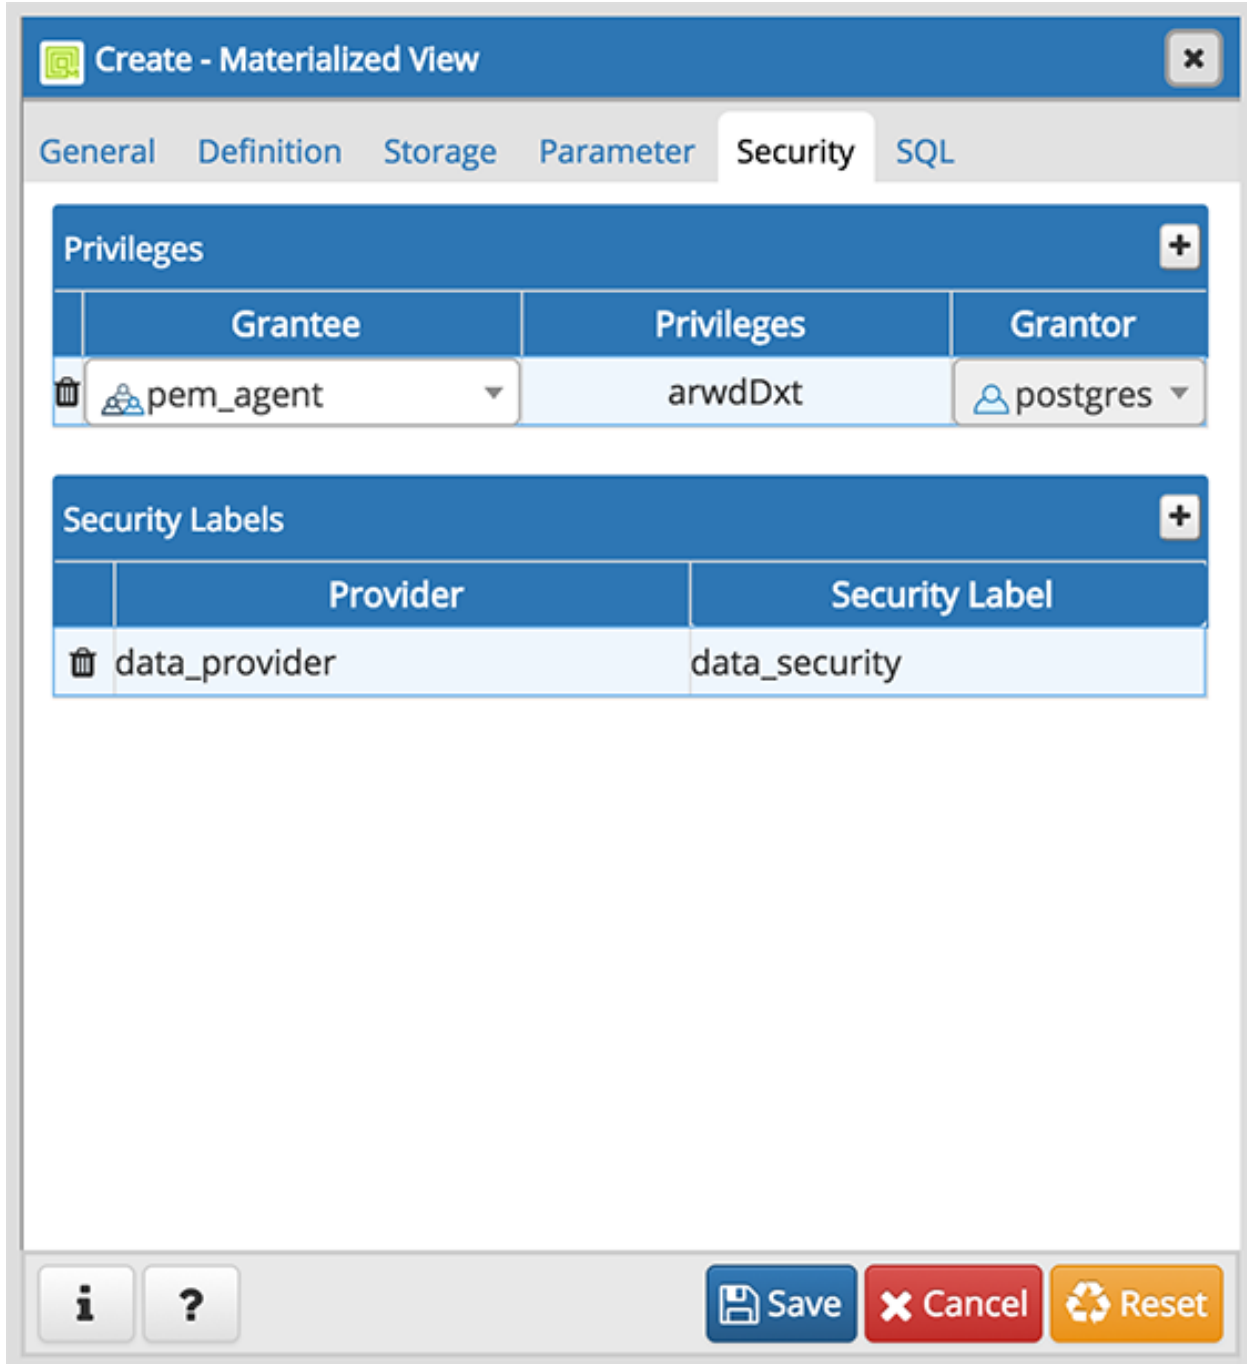 Create - Materialized View
General Definition Storage Parameter Security SQL
Privileges
Grantee Privileges Grantor
pem_agent arwdDxt postgres
Security Labels
Provider Security Label
data_provider data_security
i ? Save Cancel Reset